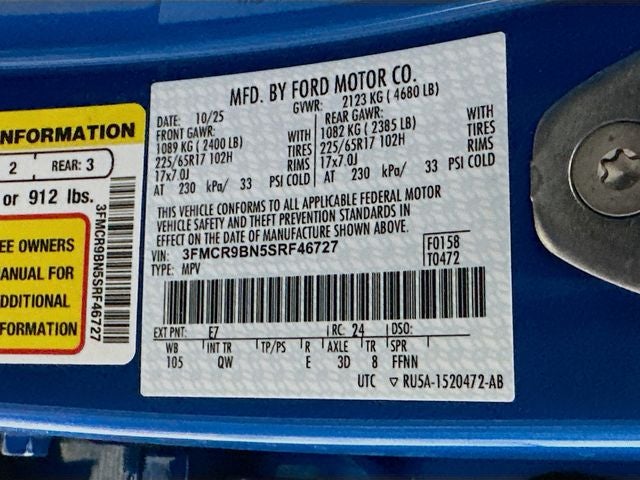 MFD. BY FORD MOTOR CO.
DATE: 10/25 GVWR: 2123 KG ( 4680 LB)
FRONT GAWR: REAR GAWR:
1089 KG ( 2400 LB) WITH 1082 KG ( 2385 LB) WITH
225/65R17 102H TIRES 225/65R17 102H TIRES
17x7.0J RIMS 17x7.0J RIMS
AT 230 kPa/ 33 PSI COLD AT 230 kPa/ 33 PSI COLD
THIS VEHICLE CONFORMS TO ALL APPLICABLE FEDERAL MOTOR
VEHICLE SAFETY AND THEFT PREVENTION STANDARDS IN
EFFECT ON THE DATE OF MANUFACTURE SHOWN ABOVE.
VIN: 3FMCR9BN5SRF46727 F0158
TYPE: MPV T0472
EXT PNT: E7 RC: 24 DSO:
WB INT TR TP/PS R AXLE TR SPR
105 QW E 3D 8 FFNN
UTC ▽ RU5A-1520472-AB
NFORMATION
2 REAR: 3
or 912 lbs.
EE OWNERS
ANUAL FOR
ADDITIONAL
FORMATION
3FMCR9BN5SRF46727